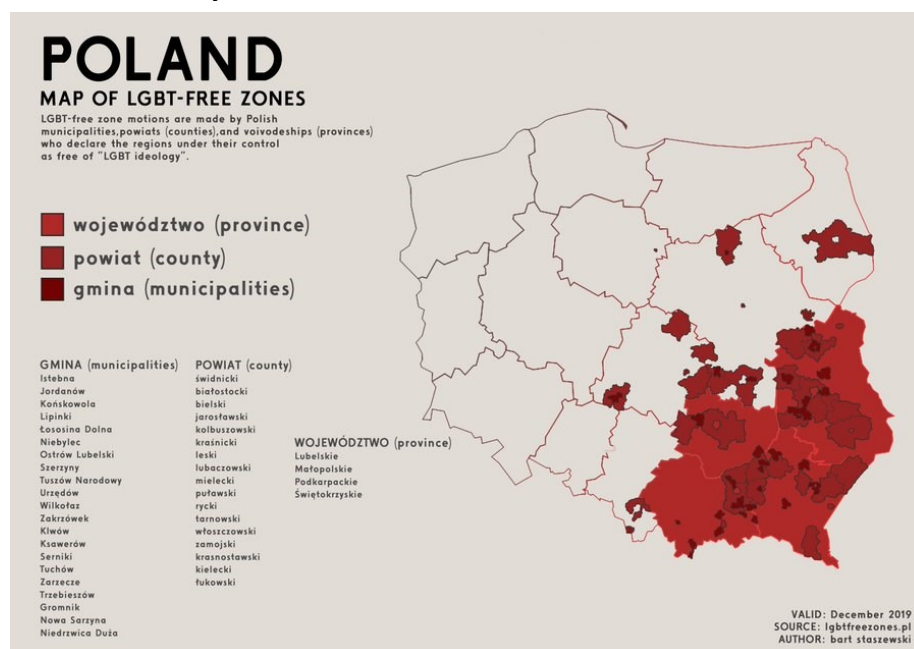 POLAND
MAP OF LGBT-FREE ZONES
LGBT-free zone motions are made by Polish
municipalities,powiats (counties),and voivodeships (provinces)
who declare the regions under their control
as free of "LGBT ideology".
województwo (province)
powiat (county)
gmina (municipalities)
GMINA (municipalities)
Istebna
Jordanów
Końskowola
Lipinki
Łososina Dolna
Niebylec
Ostrów Lubelski
Szerzyny
Tuszów Narodowy
Urzędów
Wilkołaz
Zakrzówek
Klwów
Ksawerów
Serniki
Tuchów
Zarzecze
Trzebieszów
Gromnik
Nowa Sarzyna
Niedrzwica Duża
POWIAT (county)
świdnicki
białostocki
bielski
jarosławski
kolbuszowski
kraśnicki
leski
lubaczowski
mielecki
puławski
rycki
tarnowski
włoszczowski
zamojski
krasnostawski
kielecki
łukowski
WOJEWÓDZTWO (province)
Lubelskie
Małopolskie
Podkarpackie
Świętokrzyskie
VALID: December 2019
SOURCE: lgbtfreezones.pl
AUTHOR: bart staszewski